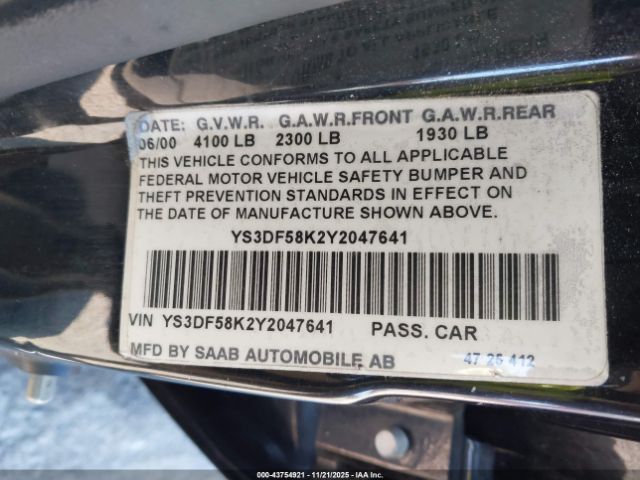 DATE: G.V.W.R. G.A.W.R.FRONT G.A.W.R.REAR
06/00 4100 LB 2300 LB 1930 LB
THIS VEHICLE CONFORMS TO ALL APPLICABLE
FEDERAL MOTOR VEHICLE SAFETY BUMPER AND
THEFT PREVENTION STANDARDS IN EFFECT ON
THE DATE OF MANUFACTURE SHOWN ABOVE.
YS3DF58K2Y2047641
VIN YS3DF58K2Y2047641 PASS. CAR
MFD BY SAAB AUTOMOBILE AB 47 26 412
000-43754921 - 11/21/2025 - IAA Inc.